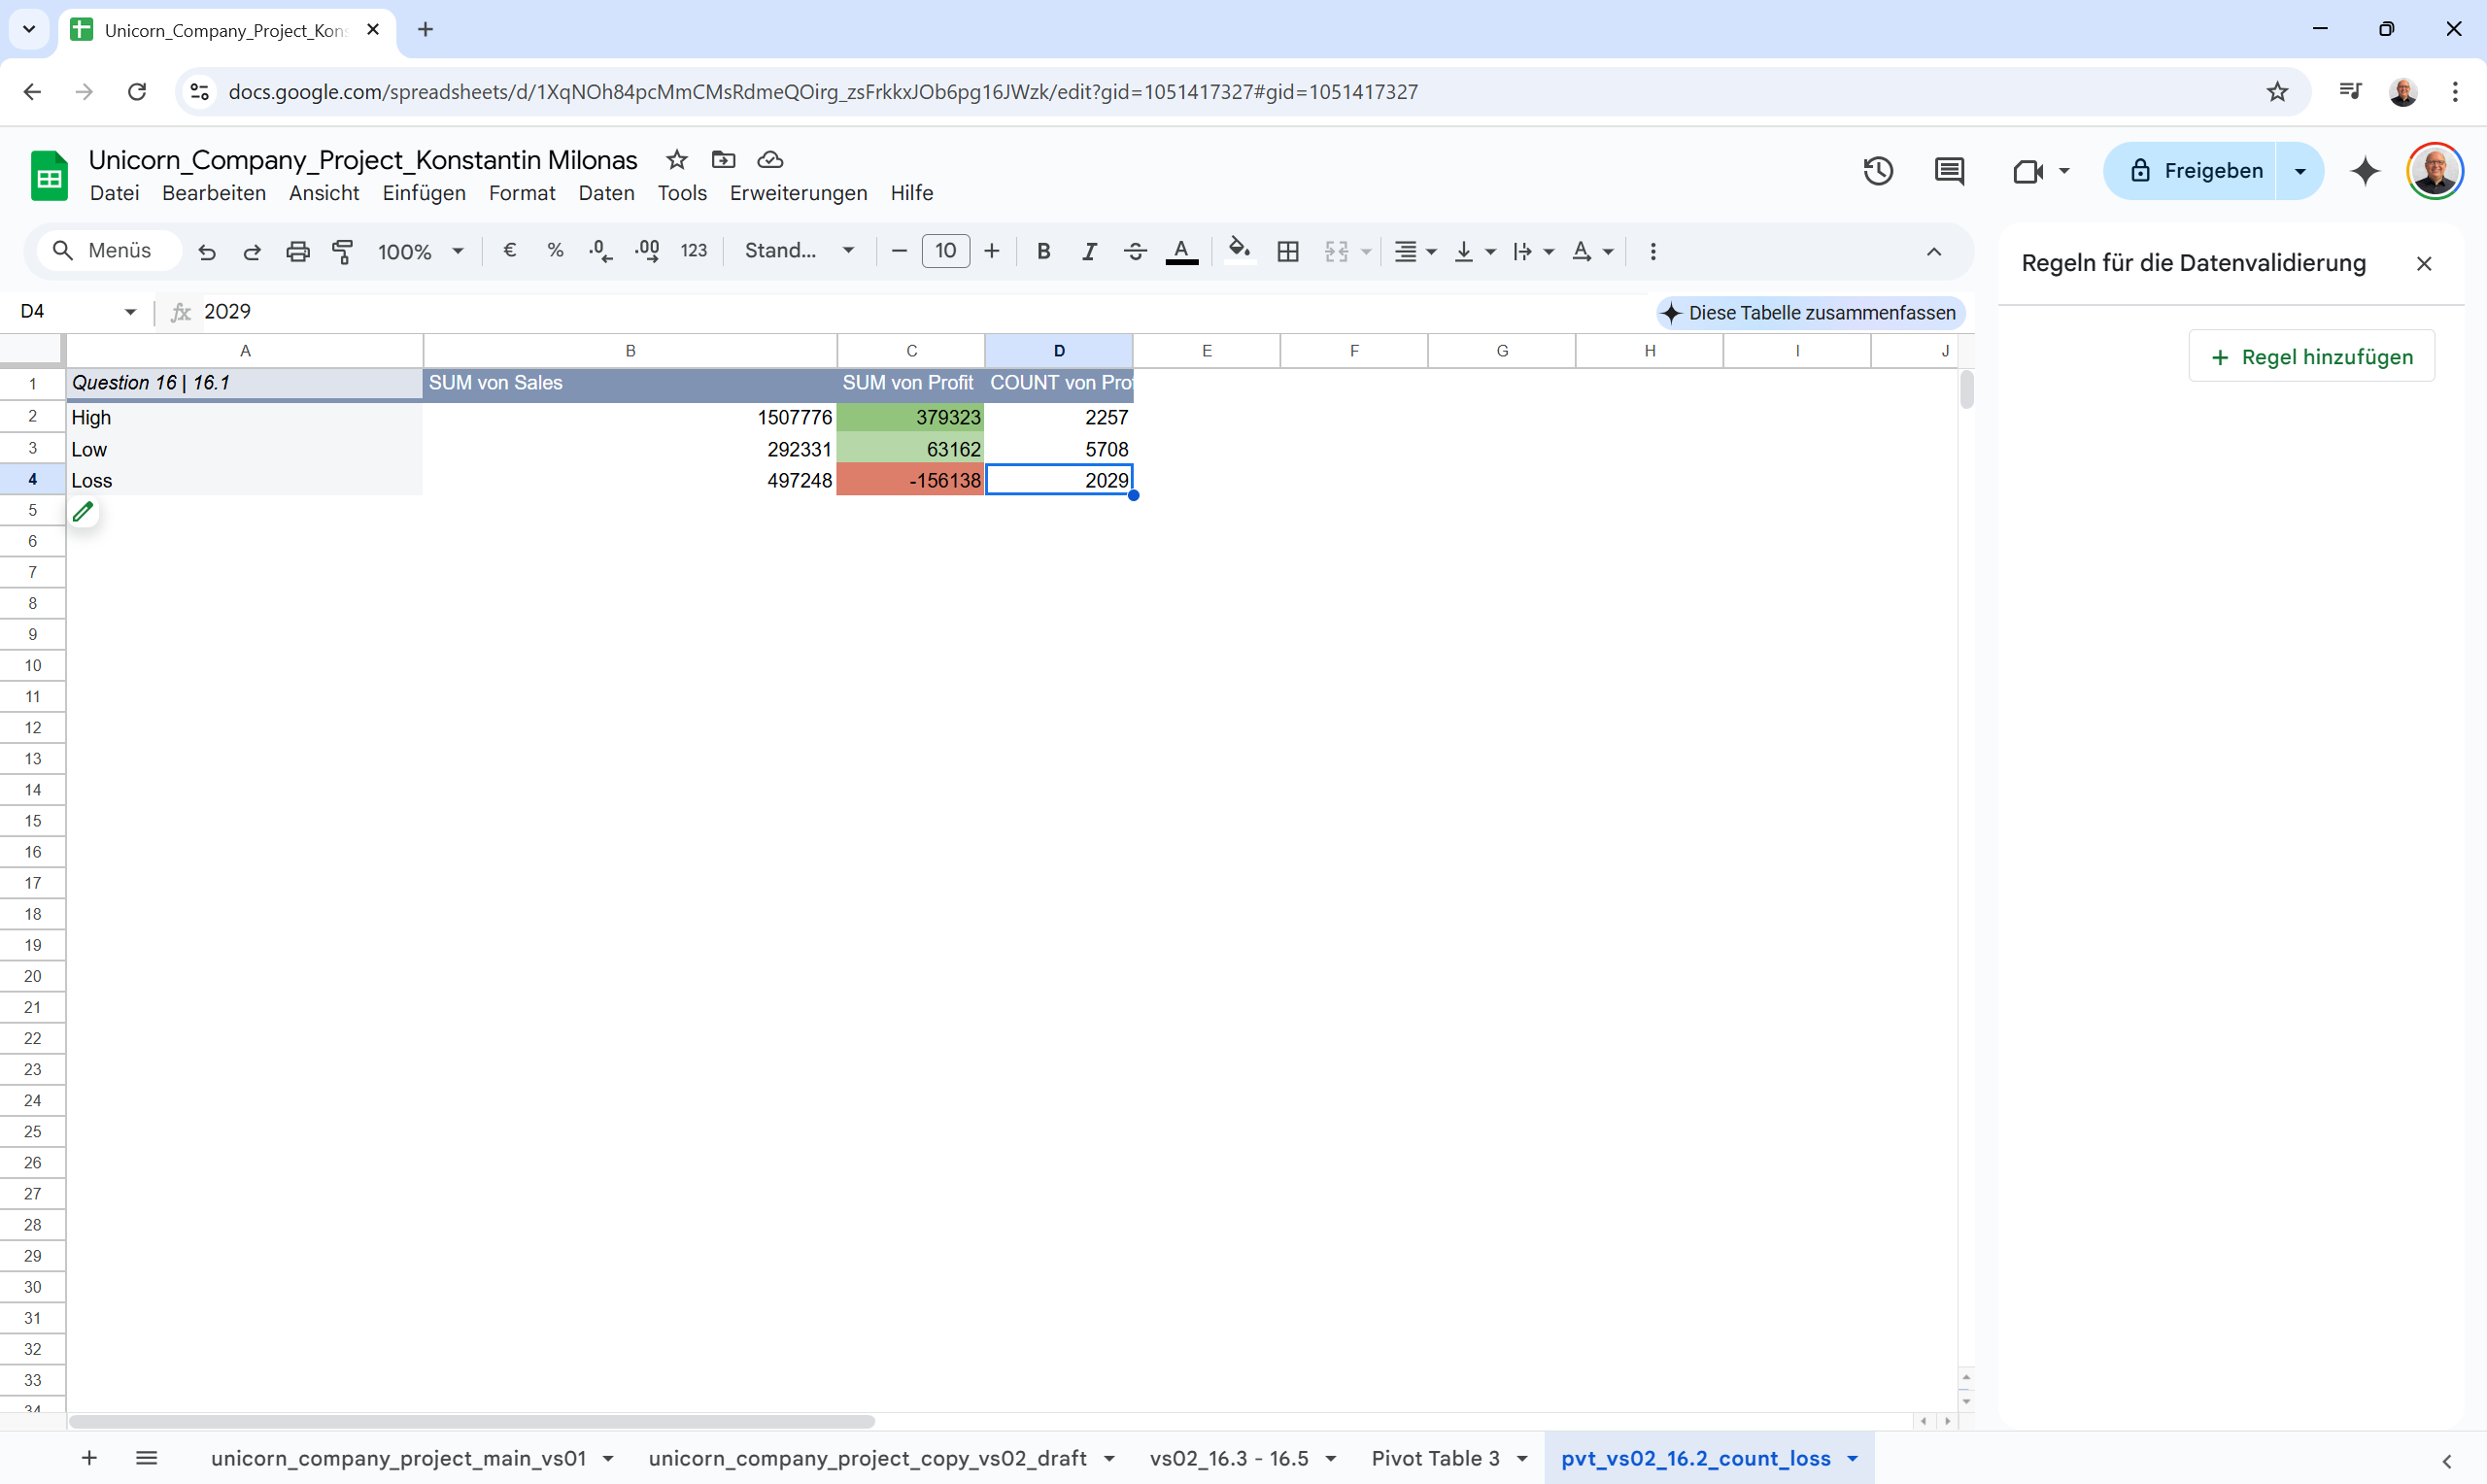 Unicorn_Company_Project_Kon
docs.google.com/spreadsheets/d/1XqNOh84pcMmCMsRdmeQOirg_zsFrkkxJOb6pg16JWzk/edit?gid=1051417327#gid=1051417327
Unicorn_Company_Project_Konstantin Milonas
Datei Bearbeiten Ansicht Einfügen Format Daten Tools Erweiterungen Hilfe
Freigeben
Menüs 100% € % .0 .00 123 Stand... 10 B I S A
Regeln für die Datenvalidierung
D4 fx 2029
Diese Tabelle zusammenfassen
Regel hinzufügen
A B C D E F G H I J
1 Question 16 | 16.1 SUM von Sales SUM von Profit COUNT von Pro
2 High 1507776 379323 2257
3 Low 292331 63162 5708
4 Loss 497248 -156138 2029
5
6
7
8
9
10
11
12
13
14
15
16
17
18
19
20
21
22
23
24
25
26
27
28
29
30
31
32
33
34
unicorn_company_project_main_vs01 unicorn_company_project_copy_vs02_draft vs02_16.3 - 16.5 Pivot Table 3 pvt_vs02_16.2_count_loss